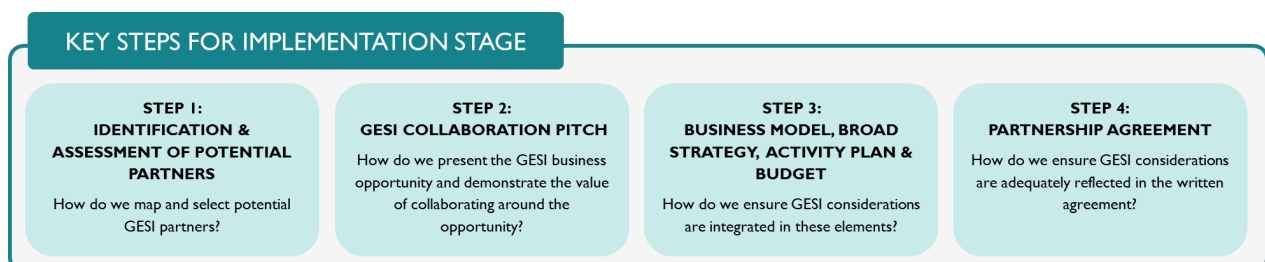 KEY STEPS FOR IMPLEMENTATION STAGE
STEP 1:
IDENTIFICATION &
ASSESSMENT OF POTENTIAL
PARTNERS
How do we map and select potential
GESI partners?
STEP 2:
GESI COLLABORATION PITCH
How do we present the GESI business
opportunity and demonstrate the value
of collaborating around the
opportunity?
STEP 3:
BUSINESS MODEL, BROAD
STRATEGY, ACTIVITY PLAN &
BUDGET
How do we ensure GESI considerations
are integrated in these elements?
STEP 4:
PARTNERSHIP AGREEMENT
How do we ensure GESI considerations
are adequately reflected in the written
agreement?